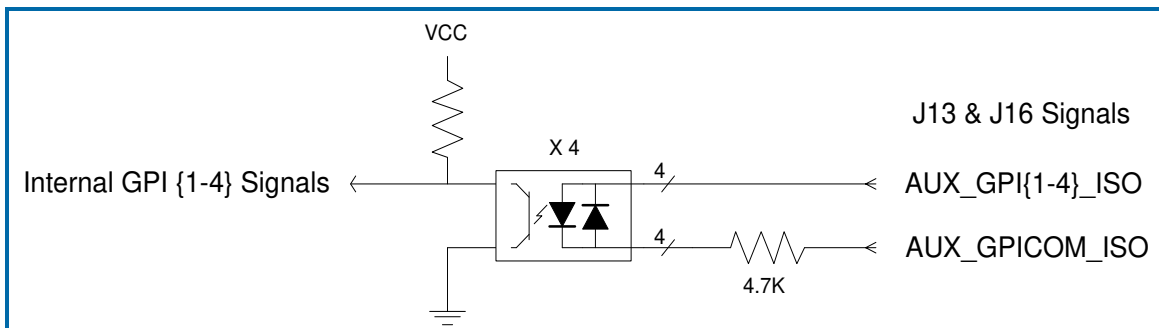 VCC
J13 & J16 Signals
X 4
4
Internal GPI {1-4} Signals
AUX_GPI{1-4}_ISO
4
AUX_GPICOM_ISO
4.7K